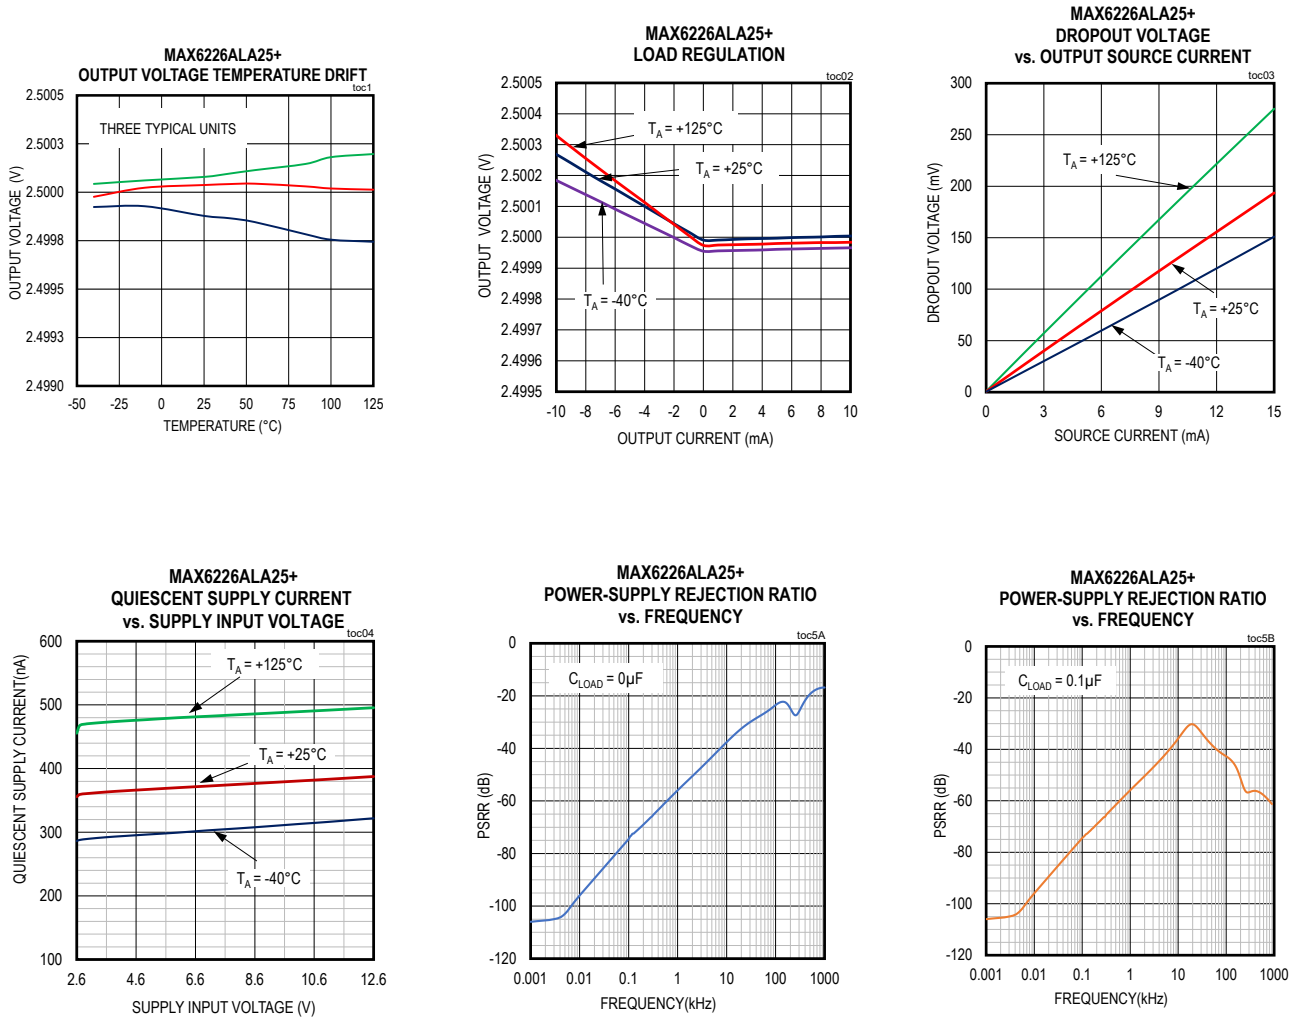 MAX6226ALA25+
OUTPUT VOLTAGE TEMPERATURE DRIFT
toc1
THREE TYPICAL UNITS
OUTPUT VOLTAGE (V)
2.5005
2.5003
2.5000
2.4998
2.4995
2.4993
2.4990
-50 -25 0 25 50 75 100 125
TEMPERATURE (°C)
MAX6226ALA25+
LOAD REGULATION
toc02
OUTPUT VOLTAGE (V)
2.5005
2.5004
2.5003
2.5002
2.5001
2.5000
2.4999
2.4998
2.4997
2.4996
2.4995
TA = +125°C
TA = +25°C
TA = -40°C
-10 -8 -6 -4 -2 0 2 4 6 8 10
OUTPUT CURRENT (mA)
MAX6226ALA25+
DROPOUT VOLTAGE
vs. OUTPUT SOURCE CURRENT
toc03
DROPOUT VOLTAGE (mV)
300
250
200
150
100
50
0
TA = +125°C
TA = +25°C
TA = -40°C
0 3 6 9 12 15
SOURCE CURRENT (mA)
MAX6226ALA25+
QUIESCENT SUPPLY CURRENT
vs. SUPPLY INPUT VOLTAGE
toc04
QUIESCENT SUPPLY CURRENT(nA)
600
500
400
300
200
100
TA = +125°C
TA = +25°C
TA = -40°C
2.6 4.6 6.6 8.6 10.6 12.6
SUPPLY INPUT VOLTAGE (V)
MAX6226ALA25+
POWER-SUPPLY REJECTION RATIO
vs. FREQUENCY
toc5A
CLOAD = 0µF
PSRR (dB)
0
-20
-40
-60
-80
-100
-120
0.001 0.01 0.1 1 10 100 1000
FREQUENCY(kHz)
MAX6226ALA25+
POWER-SUPPLY REJECTION RATIO
vs. FREQUENCY
toc5B
CLOAD = 0.1µF
PSRR (dB)
0
-20
-40
-60
-80
-100
-120
0.001 0.01 0.1 1 10 100 1000
FREQUENCY(kHz)